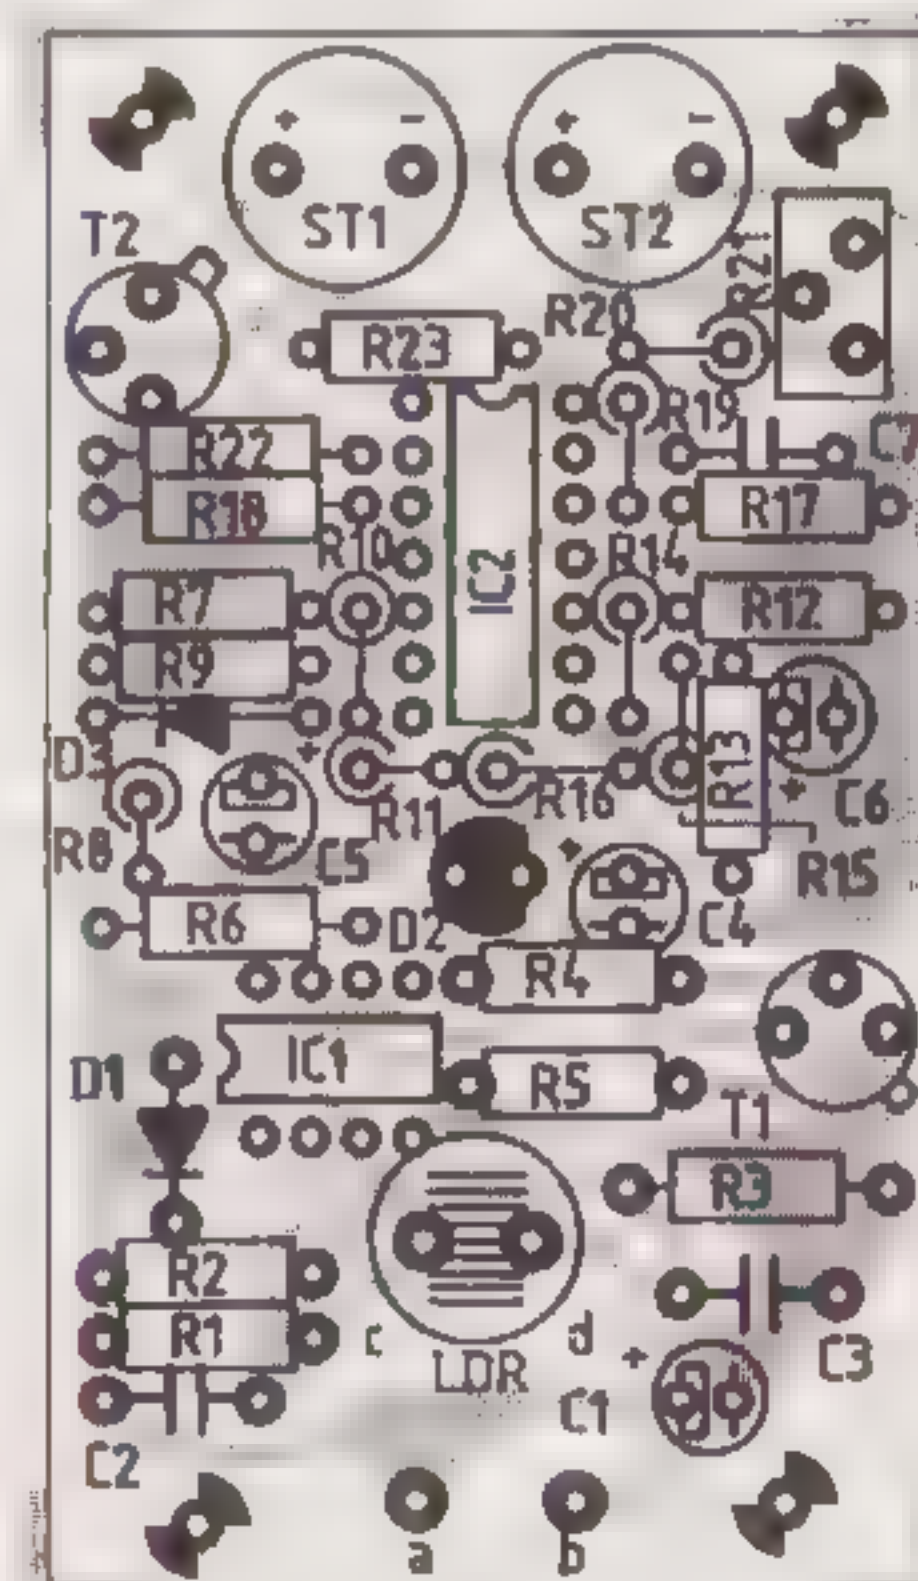 + - + -
ST1 ST2
T2
R21
R20
R23
R19
C7
R22
R18 R17
R10 R14
IC2
R7 R12
R9
D3 +
R13
R11 R16 + C6
R8 C5 + R15
R6 D2 C4
R4
IC1
D1 R5
T1
R3
R2
R1 c d
+ C3
LDR
C1
C2
a b